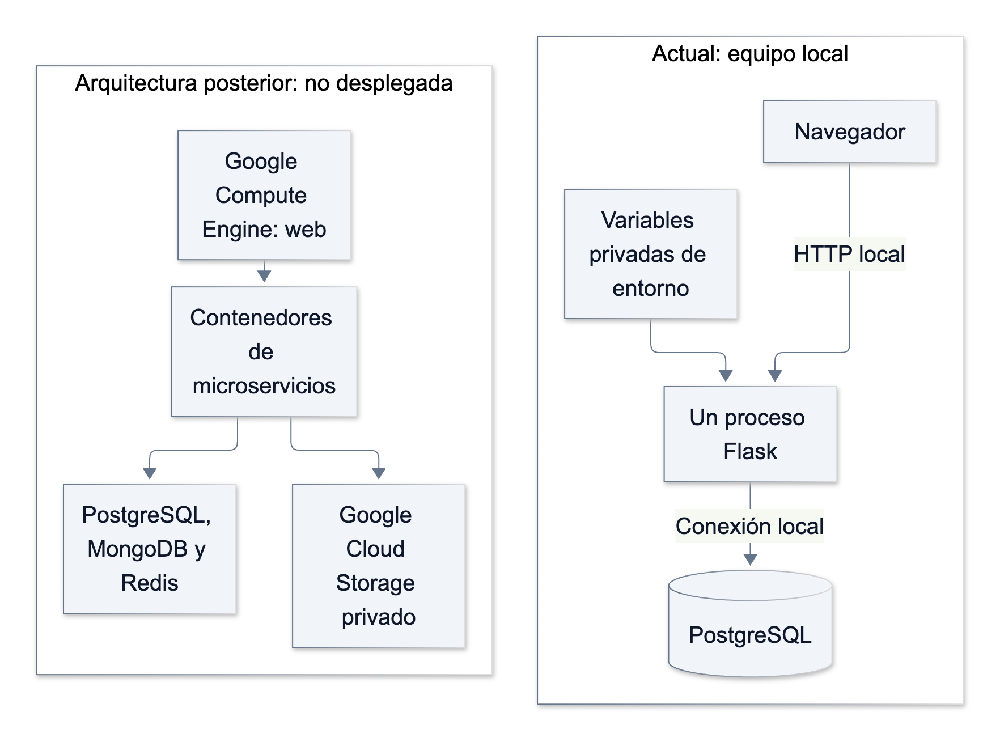 Arquitectura posterior: no desplegada
Google
Compute
Engine: web
Contenedores
de
microservicios
PostgreSQL,
MongoDB y
Redis
Google
Cloud
Storage
privado
Actual: equipo local
Navegador
Variables
privadas de
entorno
HTTP local
Un proceso
Flask
Conexión local
PostgreSQL